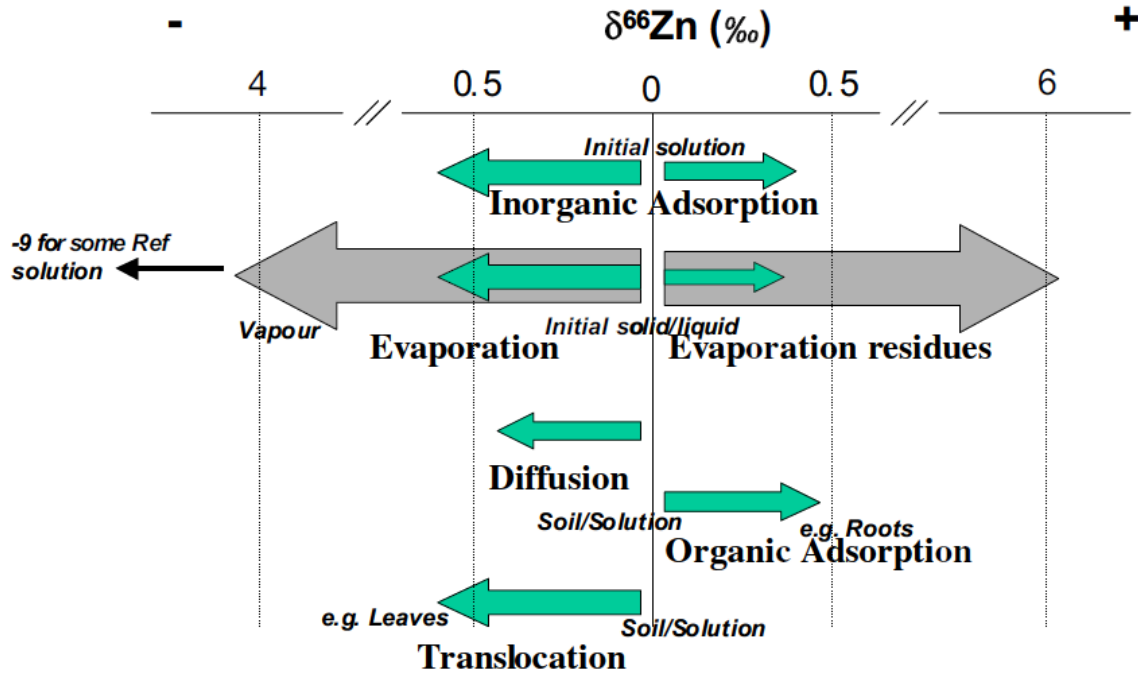 - δ⁶⁶Zn (‰) +
4 0.5 0 0.5 6
Initial solution
Inorganic Adsorption
-9 for some Ref
solution
Vapour
Initial solid/liquid
Evaporation Evaporation residues
Diffusion
Soil/Solution
e.g. Roots
Organic Adsorption
e.g. Leaves
Soil/Solution
Translocation